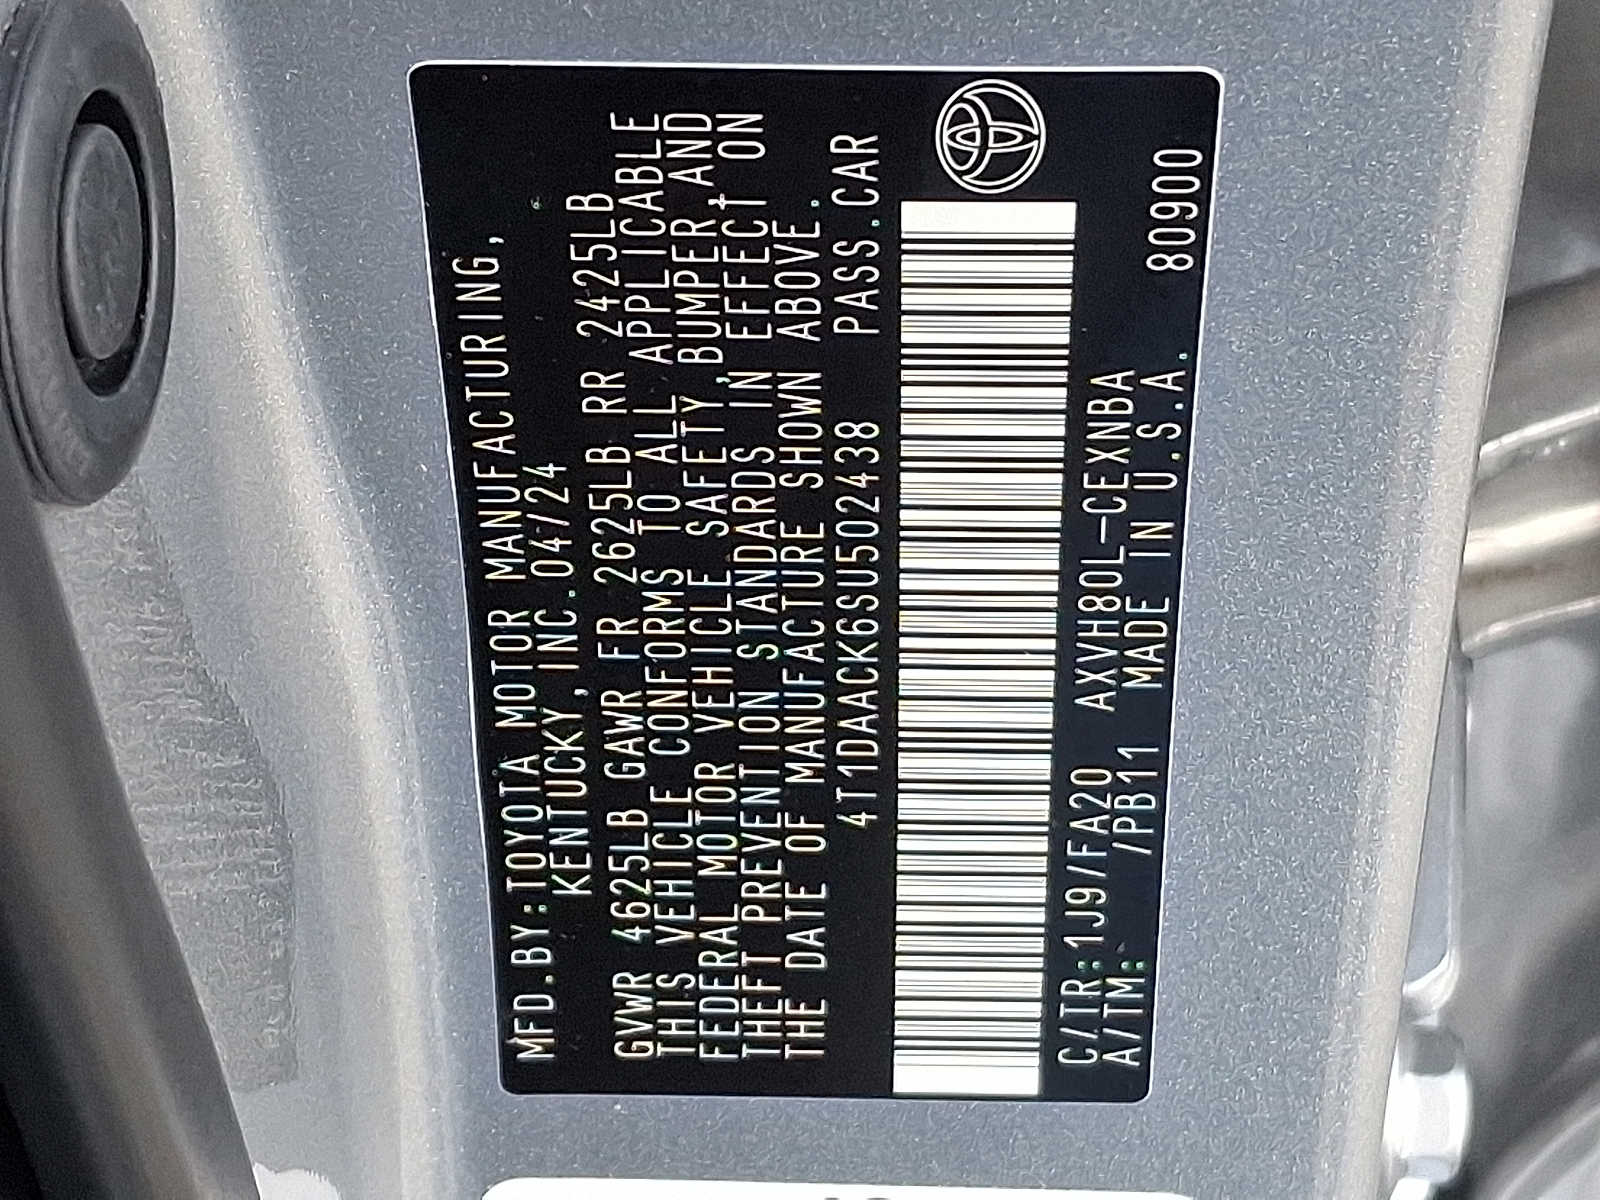 MFD.BY:TOYOTA MOTOR MANUFACTURING,
KENTUCKY, INC.04/24
GVWR 4625LB GAWR FR 2625LB RR 2425LB
THIS VEHICLE CONFORMS TO ALL APPLICABLE
FEDERAL MOTOR VEHICLE SAFETY, BUMPER, AND
THEFT PREVENTION STANDARDS IN EFFECT ON
THE DATE OF MANUFACTURE SHOWN ABOVE.
4T1DAACK6SU502438 PASS.CAR
C/TR:1J9/FA20 AXVH80L-CEXNBA 80900
A/TM: /PB11 MADE IN U.S.A.